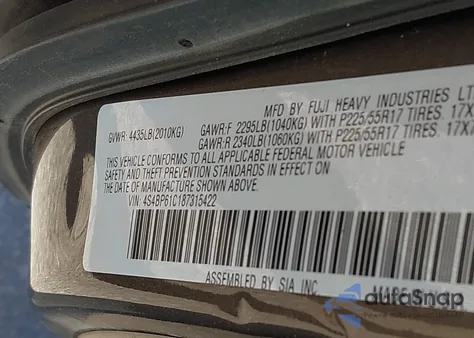 MFD BY FUJI HEAVY INDUSTRIES LT
GVWR: 4435LB(2010KG) GAWR:F 2295LB(1040KG) WITH P225/55R17 TIRES, 17X
GAWR:R 2340LB(1060KG) WITH P225/55R17 TIRES, 17X
THIS VEHICLE CONFORMS TO ALL APPLICABLE FEDERAL MOTOR VEHICLE
SAFETY AND THEFT PREVENTION STANDARDS IN EFFECT ON
THE DATE OF MANUFACTURE SHOWN ABOVE.
VIN: 4S4BP61C187315422
ASSEMBLED BY SIA INC
autoSnap